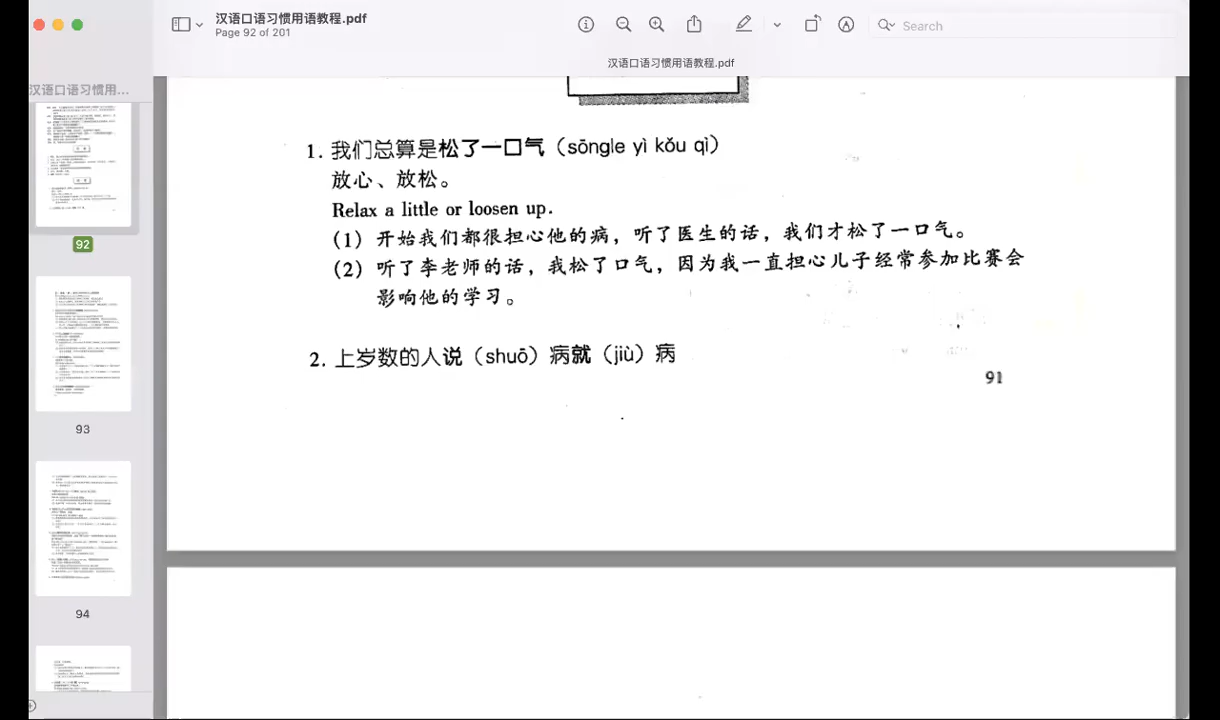 汉语口语习惯用语教程.pdf
Page 92 of 201
Search
汉语口语习惯用语教程.pdf
汉语口语习惯用...
92
93
94
1. 我们总算是松了一口气（sōngle yì kǒu qì）
放心、放松。
Relax a little or loosen up.
(1) 开始我们都很担心他的病，听了医生的话，我们才松了一口气。
(2) 听了李老师的话，我松了口气，因为我一直担心儿子经常参加比赛会
影响他的学习。
2. 上岁数的人说（shuō）病就（jiù）病
91